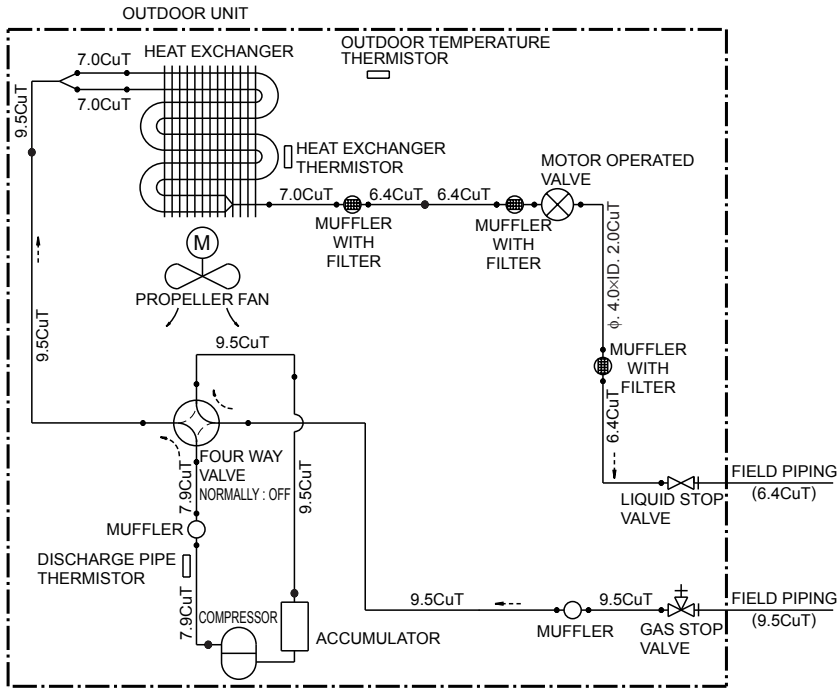 OUTDOOR UNIT
HEAT EXCHANGER
OUTDOOR TEMPERATURE
THERMISTOR
7.0CuT
7.0CuT
9.5CuT
HEAT EXCHANGER
THERMISTOR
MOTOR OPERATED
VALVE
7.0CuT
6.4CuT
6.4CuT
MUFFLER
WITH
FILTER
MUFFLER
WITH
FILTER
M
PROPELLER FAN
ϕ. 4.0×ID. 2.0CuT
9.5CuT
9.5CuT
MUFFLER
WITH
FILTER
6.4CuT
FOUR WAY
VALVE
NORMALLY : OFF
7.9CuT
9.5CuT
FIELD PIPING
(6.4CuT)
LIQUID STOP
VALVE
MUFFLER
DISCHARGE PIPE
THERMISTOR
7.9CuT
COMPRESSOR
ACCUMULATOR
9.5CuT
9.5CuT
MUFFLER
GAS STOP
VALVE
FIELD PIPING
(9.5CuT)